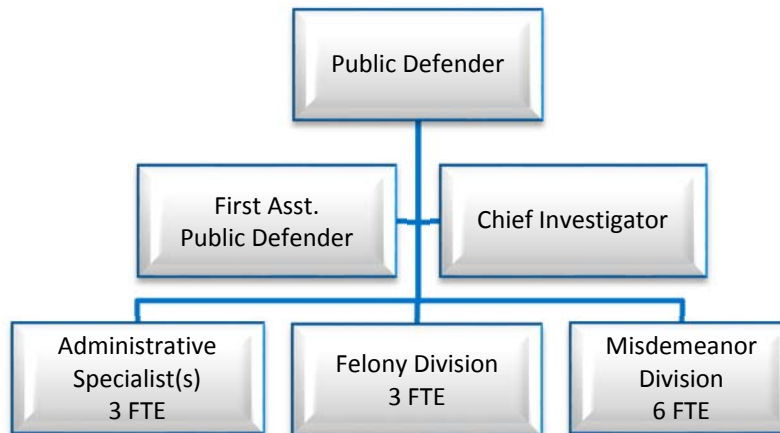 Public Defender
First Asst.
Public Defender
Chief Investigator
Administrative
Specialist(s)
3 FTE
Felony Division
3 FTE
Misdemeanor
Division
6 FTE